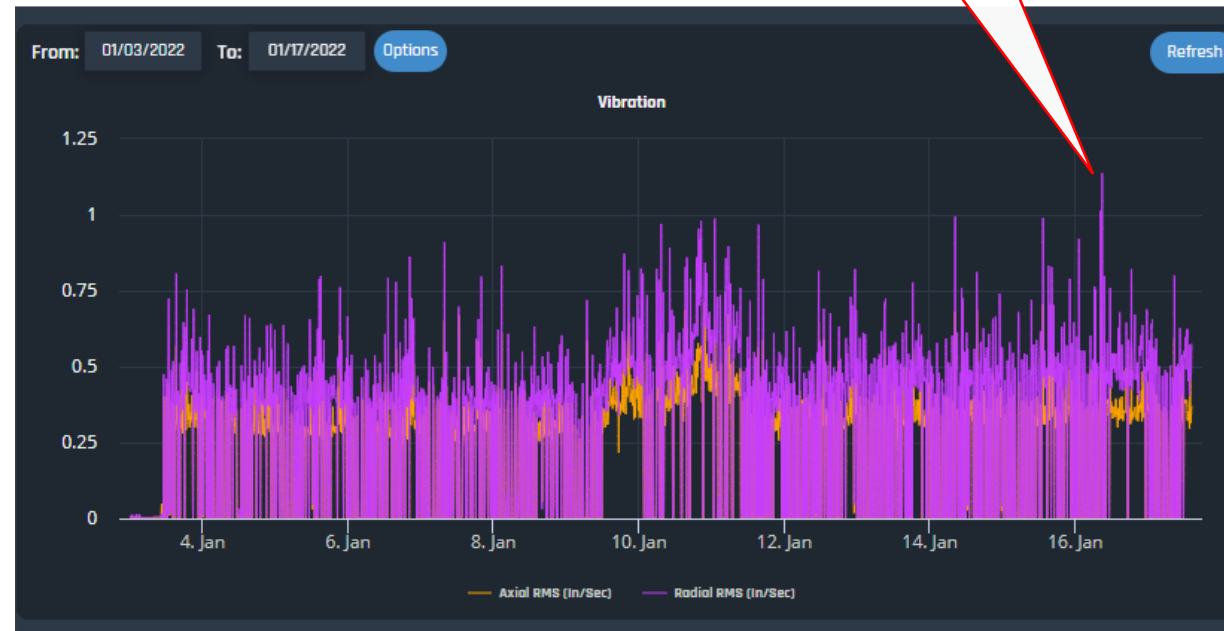 From: 01/03/2022 To: 01/17/2022 Options Refresh
Vibration
1.25
1
0.75
0.5
0.25
0
4. Jan 6. Jan 8. Jan 10. Jan 12. Jan 14. Jan 16. Jan
Axial RMS (In/Sec) Radial RMS (In/Sec)